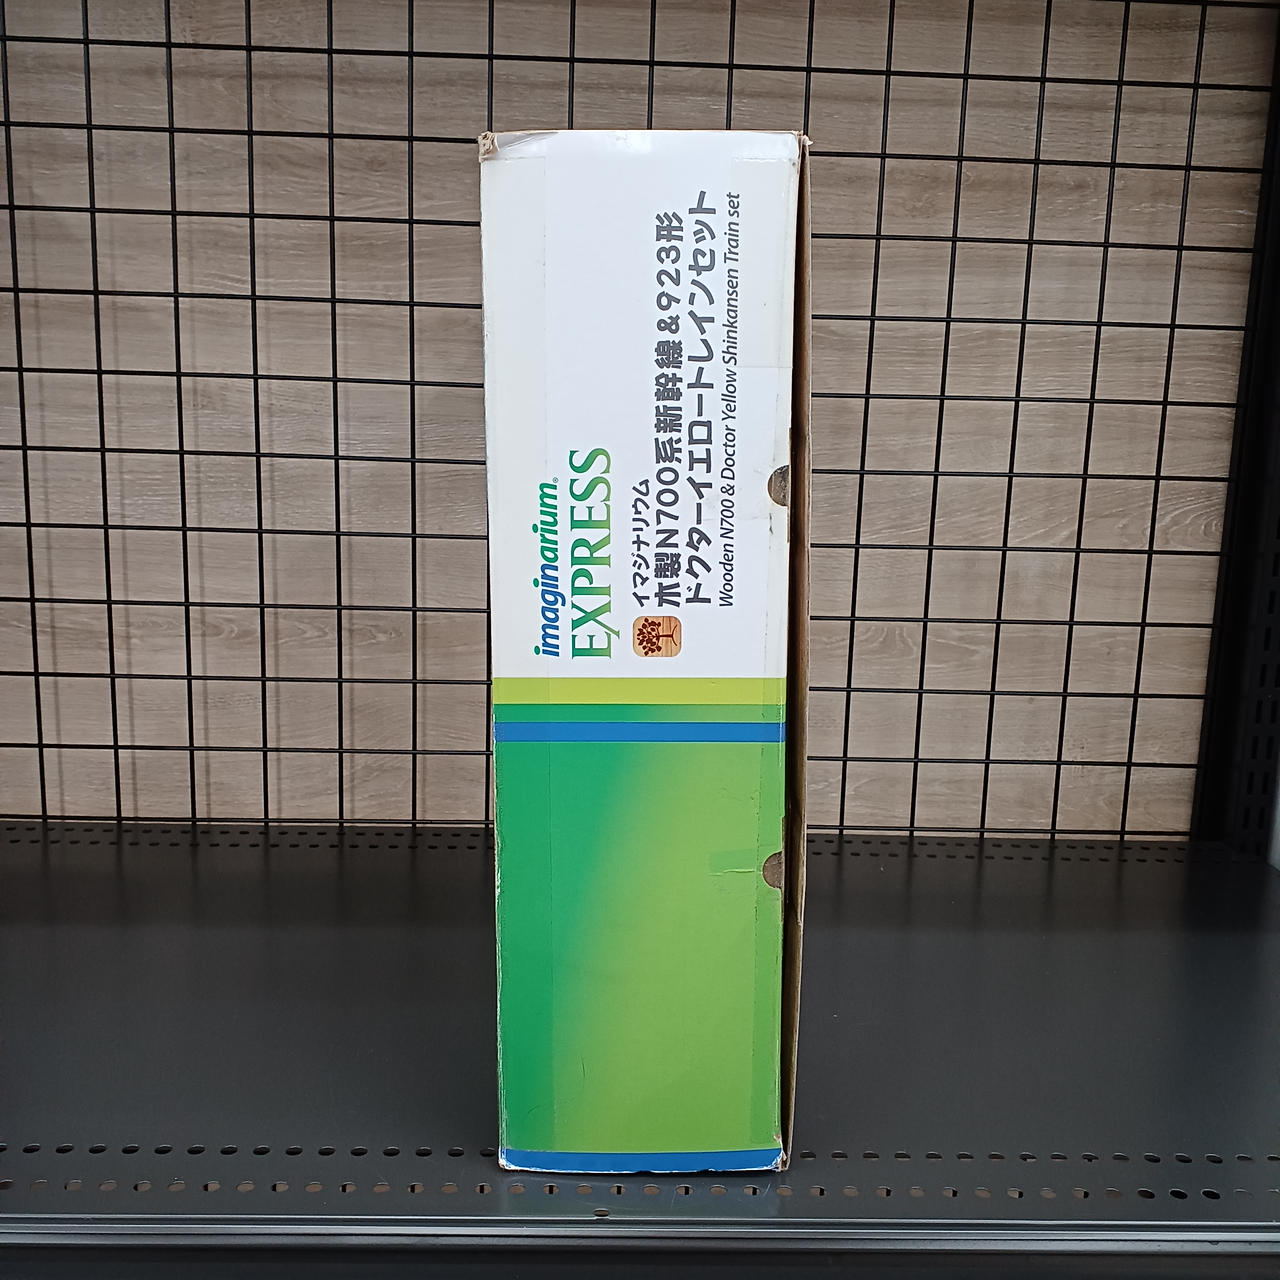 imaginarium®
EXPRESS
イマジナリウム
木製N700系新幹線&923形
ドクターイエロートレインセット
Wooden N700 & Doctor Yellow Shinkansen Train set